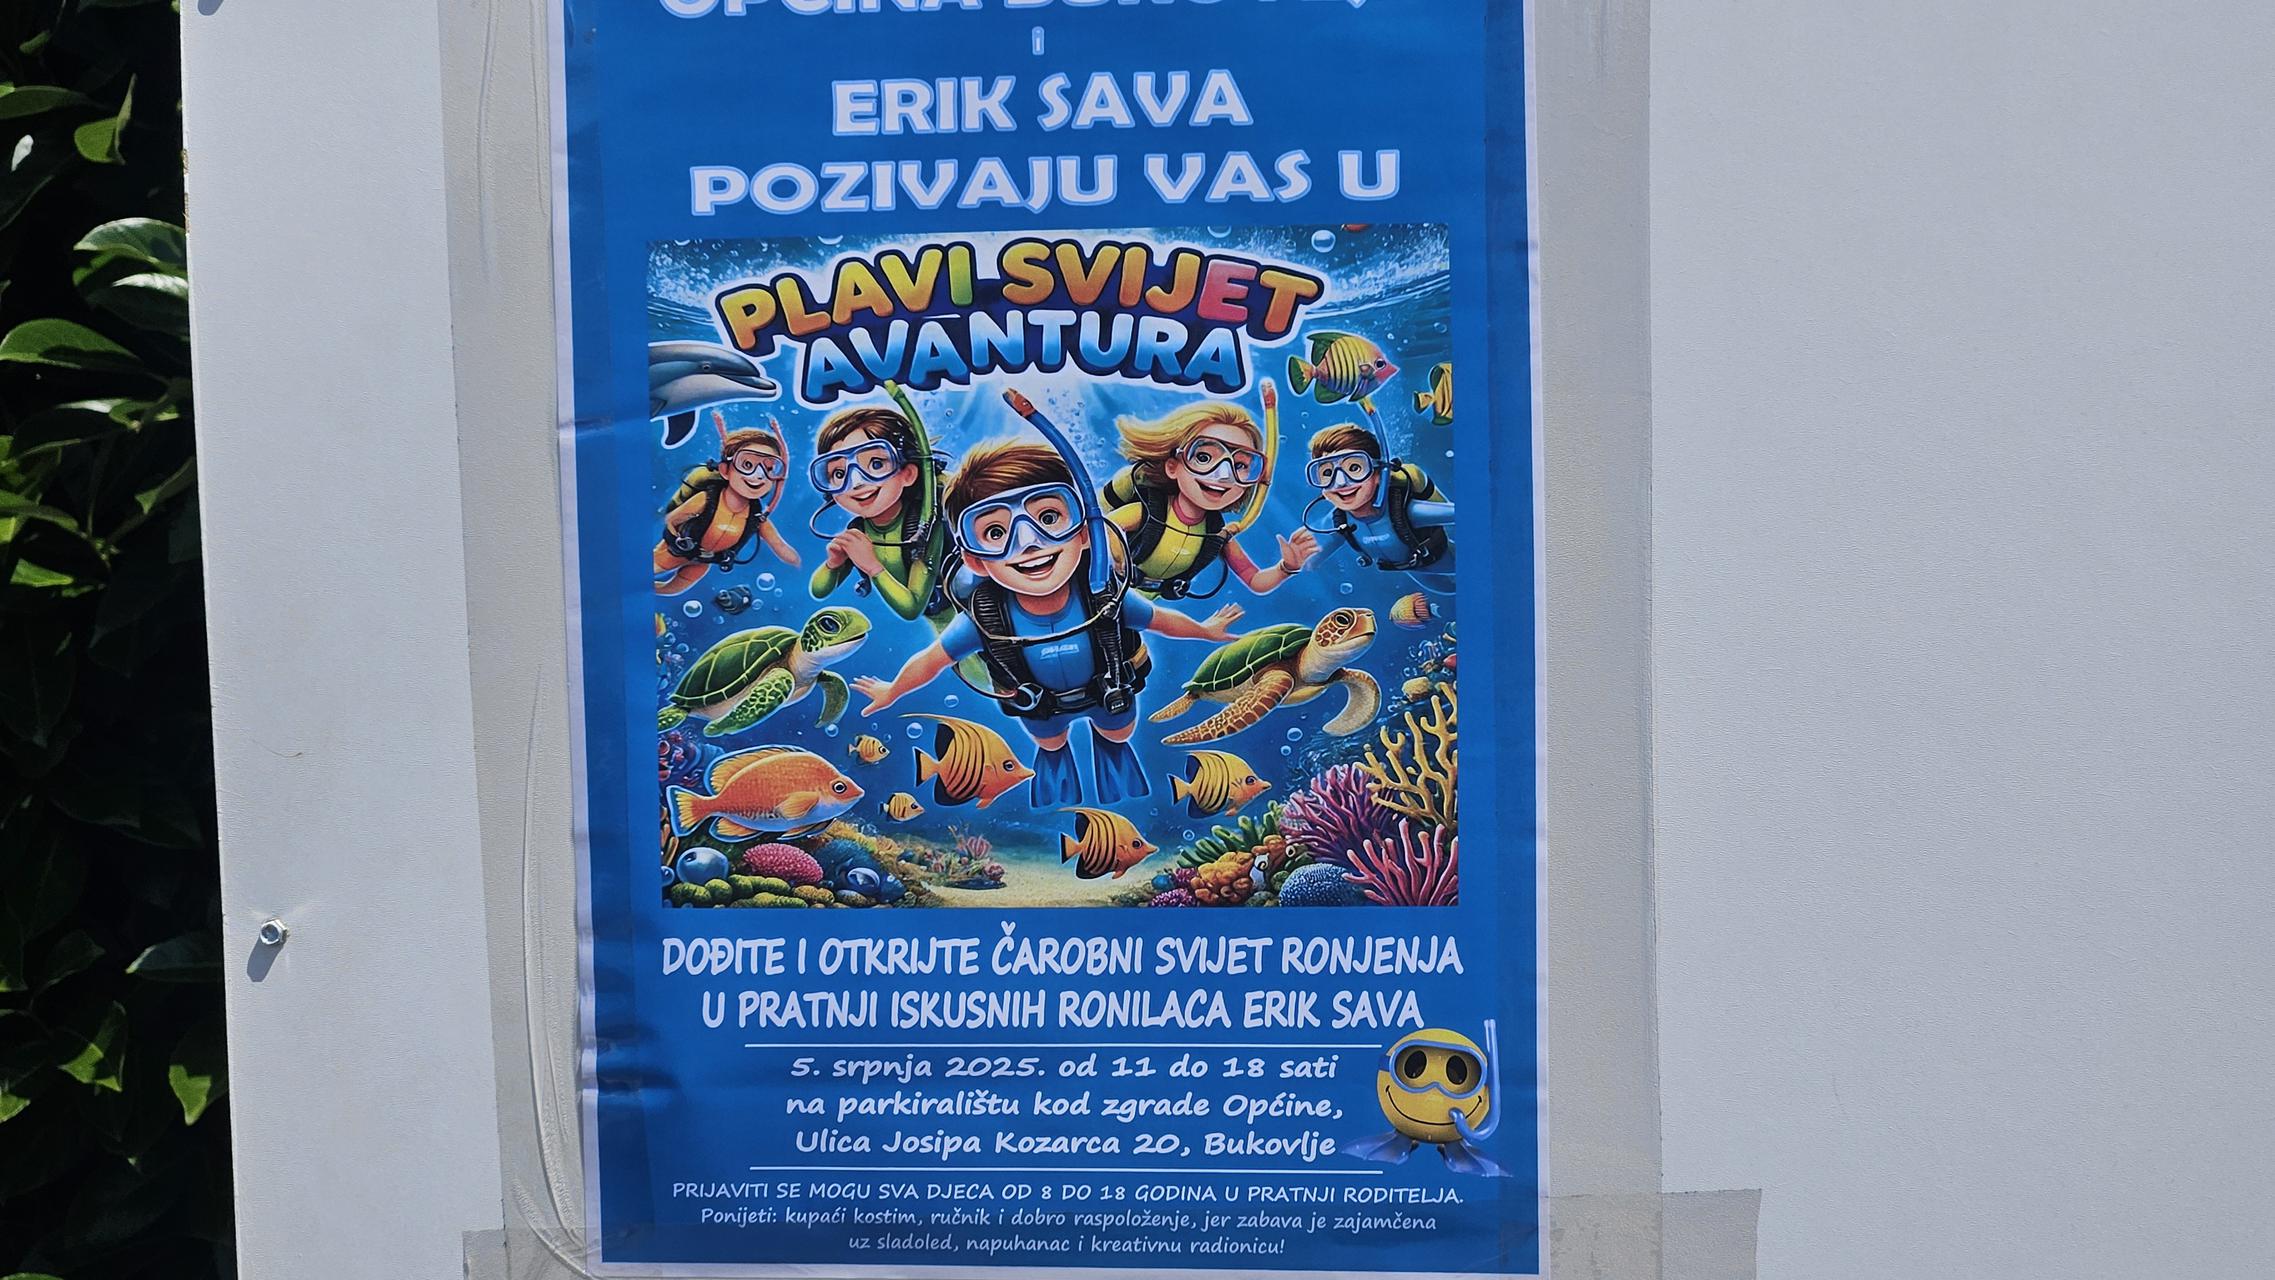 OPĆINA BUKOVLJE
i
ERIK SAVA
POZIVAJU VAS U
PLAVI SVIJET
AVANTURA
DOĐITE I OTKRIJTE ČAROBNI SVIJET RONJENJA
U PRATNJI ISKUSNIH RONILACA ERIK SAVA
5. srpnja 2025. od 11 do 18 sati
na parkiralištu kod zgrade Općine,
Ulica Josipa Kozarca 20, Bukovlje
PRIJAVITI SE MOGU SVA DJECA OD 8 DO 18 GODINA U PRATNJI RODITELJA.
Ponijeti: kupaći kostim, ručnik i dobro raspoloženje, jer zabava je zajamčena
uz sladoled, napuhanac i kreativnu radionicu!